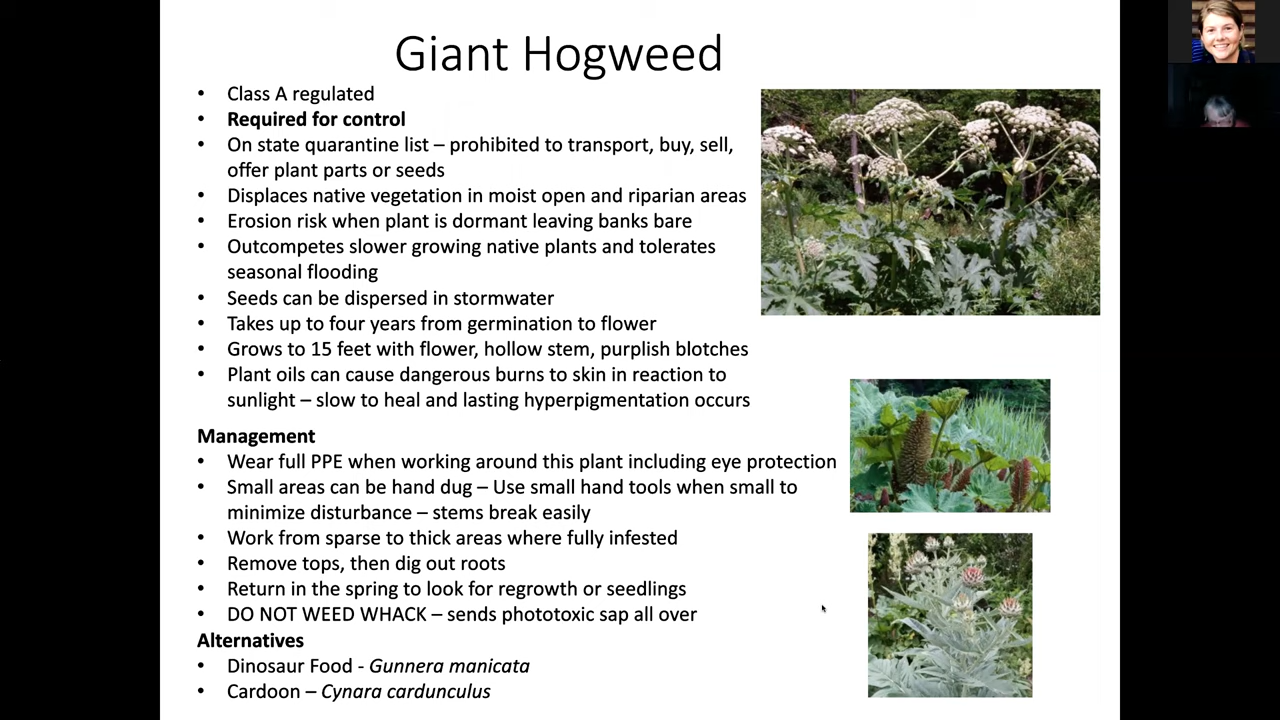 Giant Hogweed
• Class A regulated
• Required for control
• On state quarantine list – prohibited to transport, buy, sell,
offer plant parts or seeds
• Displaces native vegetation in moist open and riparian areas
• Erosion risk when plant is dormant leaving banks bare
• Outcompetes slower growing native plants and tolerates
seasonal flooding
• Seeds can be dispersed in stormwater
• Takes up to four years from germination to flower
• Grows to 15 feet with flower, hollow stem, purplish blotches
• Plant oils can cause dangerous burns to skin in reaction to
sunlight – slow to heal and lasting hyperpigmentation occurs
Management
• Wear full PPE when working around this plant including eye protection
• Small areas can be hand dug – Use small hand tools when small to
minimize disturbance – stems break easily
• Work from sparse to thick areas where fully infested
• Remove tops, then dig out roots
• Return in the spring to look for regrowth or seedlings
• DO NOT WEED WHACK – sends phototoxic sap all over
Alternatives
• Dinosaur Food - Gunnera manicata
• Cardoon – Cynara cardunculus